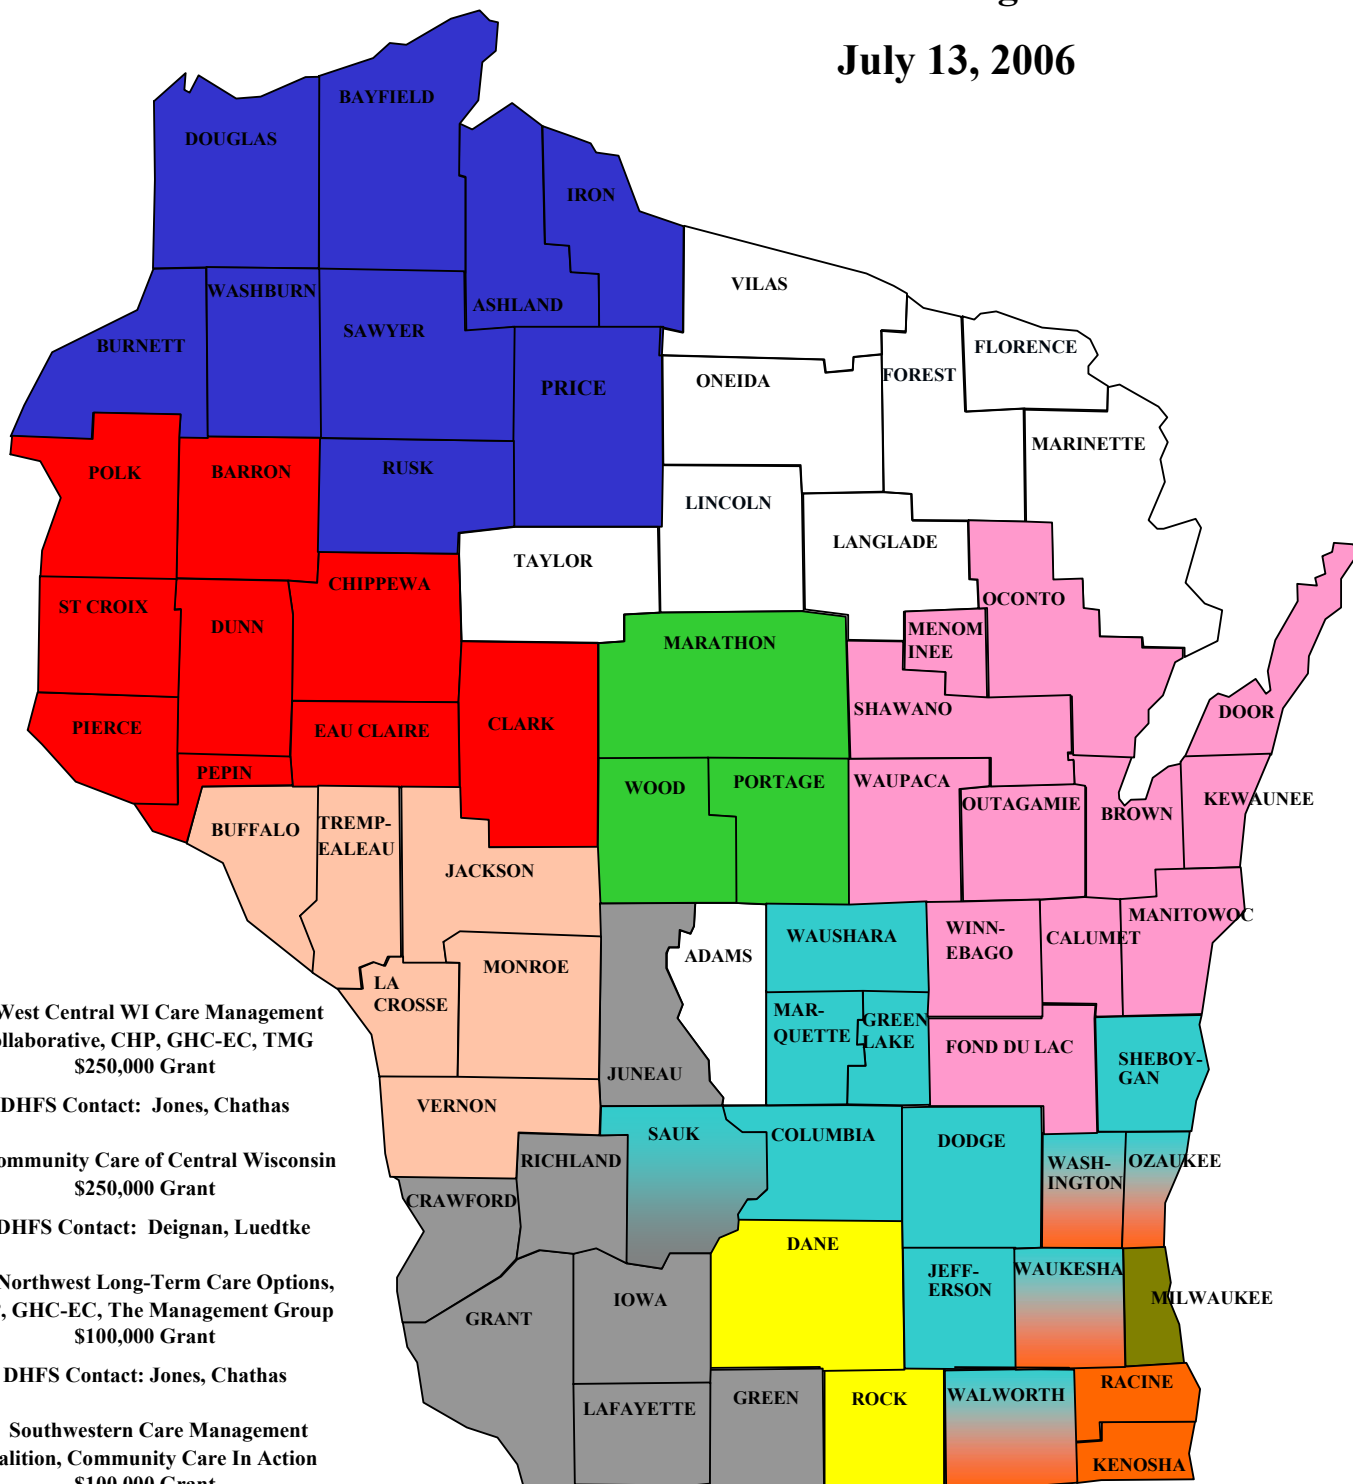 July 13, 2006
BAYFIELD
DOUGLAS
IRON
VILAS
WASHBURN
ASHLAND
SAWYER
BURNETT
FLORENCE
FOREST
ONEIDA
PRICE
MARINETTE
POLK
BARRON
RUSK
LINCOLN
LANGLADE
TAYLOR
CHIPPEWA
OCONTO
ST CROIX
DUNN
MENOM
INEE
MARATHON
SHAWANO
DOOR
PIERCE
EAU CLAIRE
CLARK
PEPIN
WOOD
PORTAGE
WAUPACA
OUTAGAMIE
BROWN
KEWAUNEE
BUFFALO
TREMP-
EALEAU
JACKSON
MANITOWOC
WAUSHARA
WINN-
EBAGO
CALUMET
ADAMS
MONROE
LA
CROSSE
MAR-
QUETTE
GREEN
LAKE
FOND DU LAC
SHEBOY-
GAN
JUNEAU
VERNON
SAUK
COLUMBIA
DODGE
RICHLAND
WASH-
INGTON
OZAUKEE
CRAWFORD
DANE
JEFF-
ERSON
WAUKESHA
MILWAUKEE
IOWA
GRANT
RACINE
LAFAYETTE
GREEN
ROCK
WALWORTH
KENOSHA
West Central WI Care Management
ollaborative, CHP, GHC-EC, TMG
$250,000 Grant
DHFS Contact: Jones, Chathas
ommunity Care of Central Wisconsin
$250,000 Grant
DHFS Contact: Deignan, Luedtke
Northwest Long-Term Care Options,
, GHC-EC, The Management Group
$100,000 Grant
DHFS Contact: Jones, Chathas
Southwestern Care Management
alition, Community Care In Action
$100,000 Grant